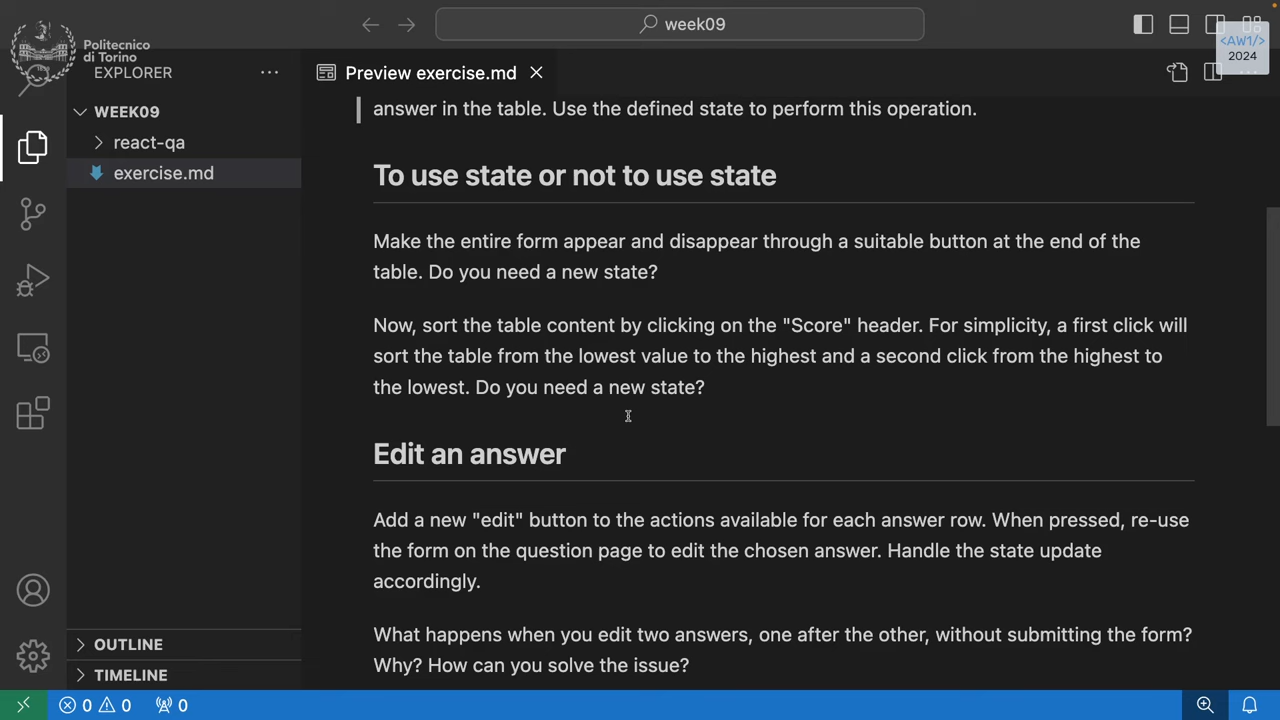 week09
Politecnico
di Torino
<AW1/>
2024
EXPLORER
Preview exercise.md
WEEK09
react-qa
exercise.md
answer in the table. Use the defined state to perform this operation.
To use state or not to use state
Make the entire form appear and disappear through a suitable button at the end of the
table. Do you need a new state?
Now, sort the table content by clicking on the "Score" header. For simplicity, a first click will
sort the table from the lowest value to the highest and a second click from the highest to
the lowest. Do you need a new state?
Edit an answer
Add a new "edit" button to the actions available for each answer row. When pressed, re-use
the form on the question page to edit the chosen answer. Handle the state update
accordingly.
What happens when you edit two answers, one after the other, without submitting the form?
Why? How can you solve the issue?
OUTLINE
TIMELINE
0 0 0